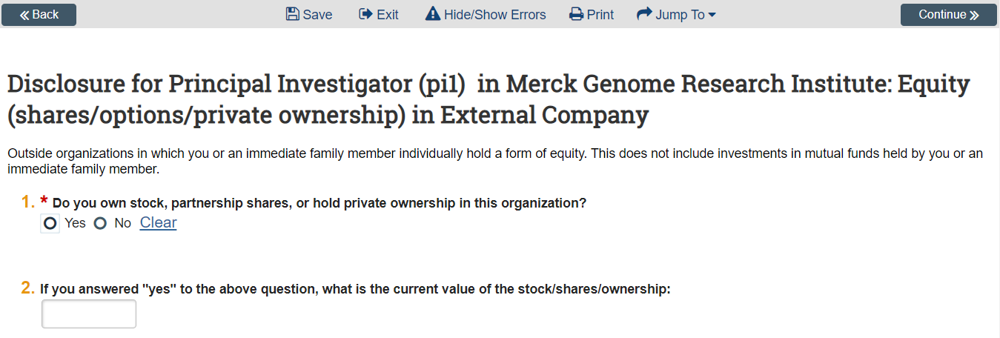 Back Save Exit Hide/Show Errors Print Jump To Continue
Disclosure for Principal Investigator (pi1) in Merck Genome Research Institute: Equity
(shares/options/private ownership) in External Company
Outside organizations in which you or an immediate family member individually hold a form of equity. This does not include investments in mutual funds held by you or an
immediate family member.
1. * Do you own stock, partnership shares, or hold private ownership in this organization?
Yes No Clear
2. If you answered "yes" to the above question, what is the current value of the stock/shares/ownership: